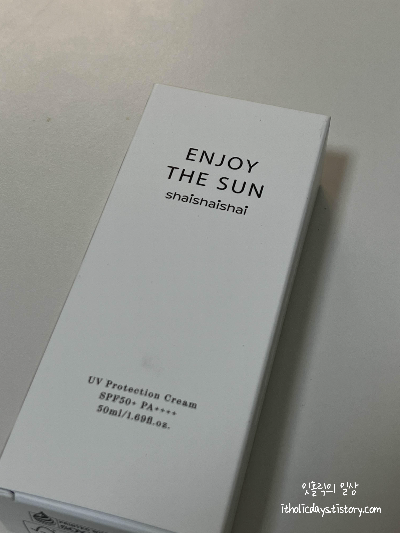 ENJOY
THE SUN
shaishaishai
UV Protection Cream
SPF50+ PA++++
50ml/1.69fl.oz.
잇홀릭의 일상
itholicdays.tistory.com